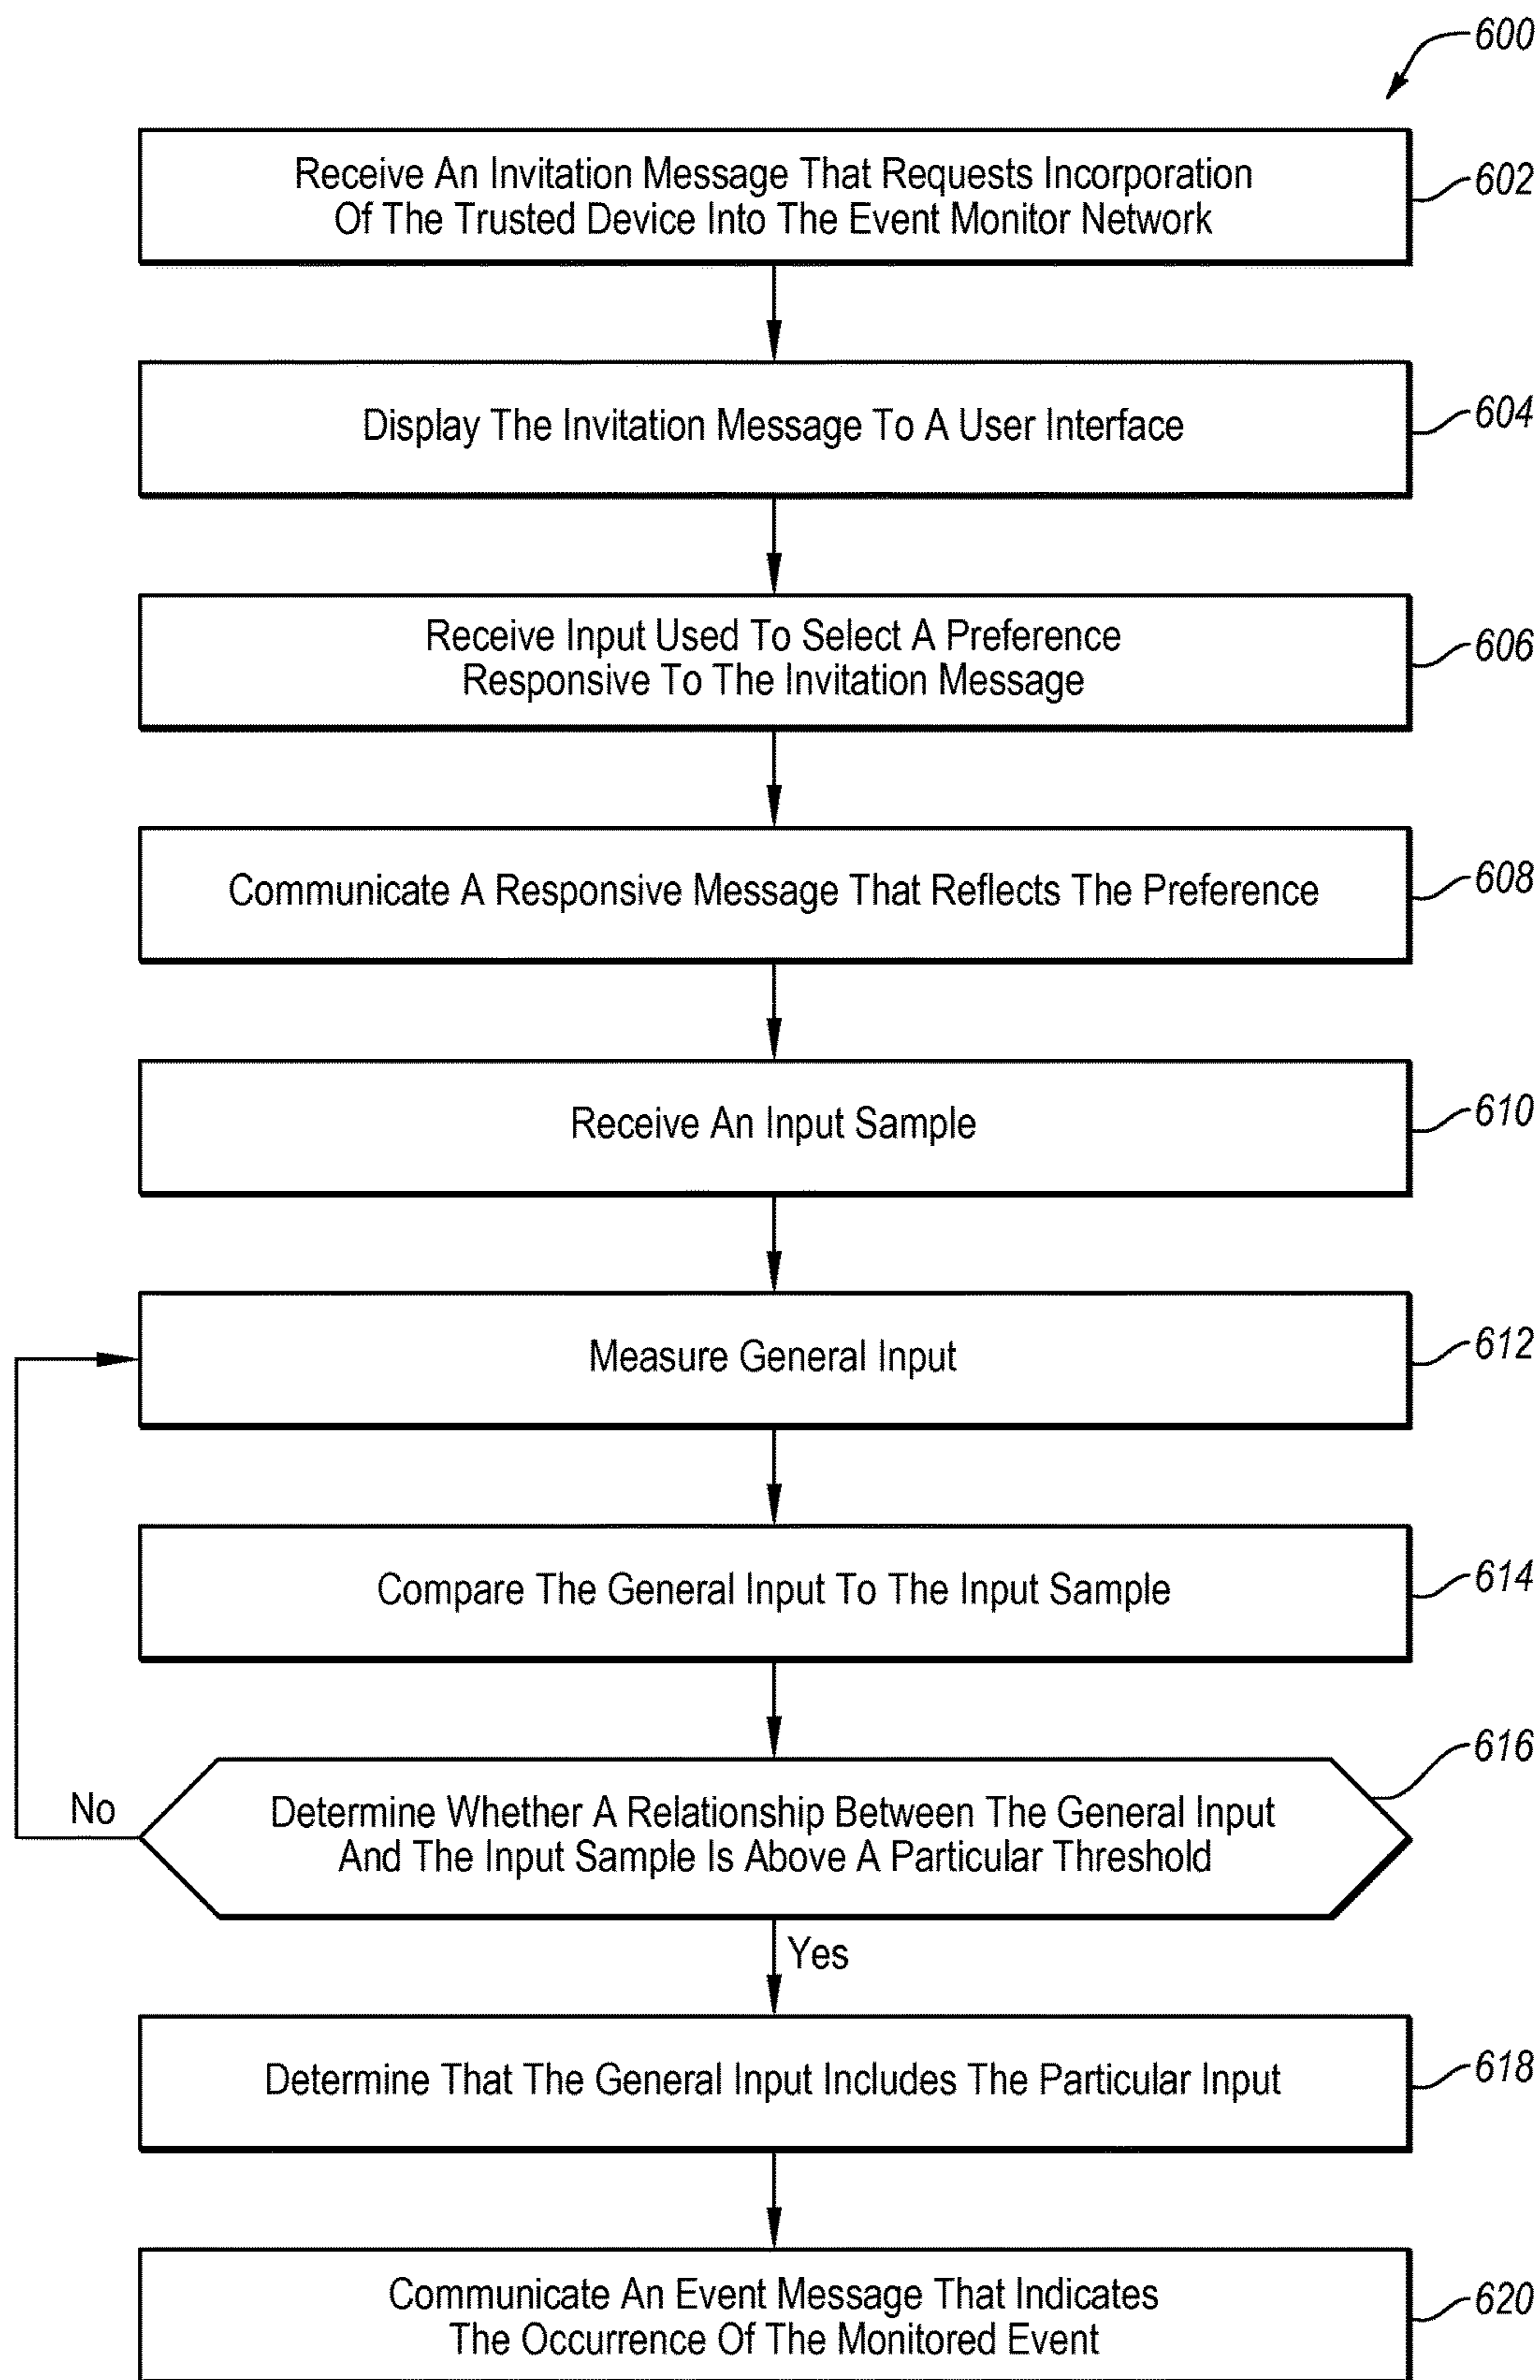 600
Receive An Invitation Message That Requests Incorporation
Of The Trusted Device Into The Event Monitor Network
602
Display The Invitation Message To A User Interface
604
Receive Input Used To Select A Preference
Responsive To The Invitation Message
606
Communicate A Responsive Message That Reflects The Preference
608
Receive An Input Sample
610
Measure General Input
612
Compare The General Input To The Input Sample
614
Determine Whether A Relationship Between The General Input
And The Input Sample Is Above A Particular Threshold
616
No
Yes
Determine That The General Input Includes The Particular Input
618
Communicate An Event Message That Indicates
The Occurrence Of The Monitored Event
620